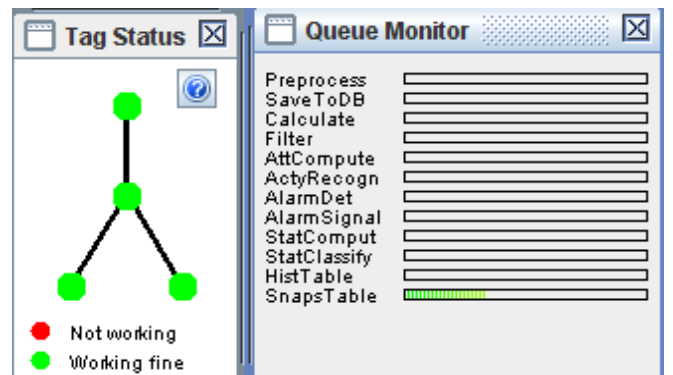 Tag Status
Not working
Working fine
Queue Monitor
Preprocess
SaveToDB
Calculate
Filter
AttCompute
ActyRecogn
AlarmDet
AlarmSignal
StatComput
StatClassify
HistTable
SnapsTable